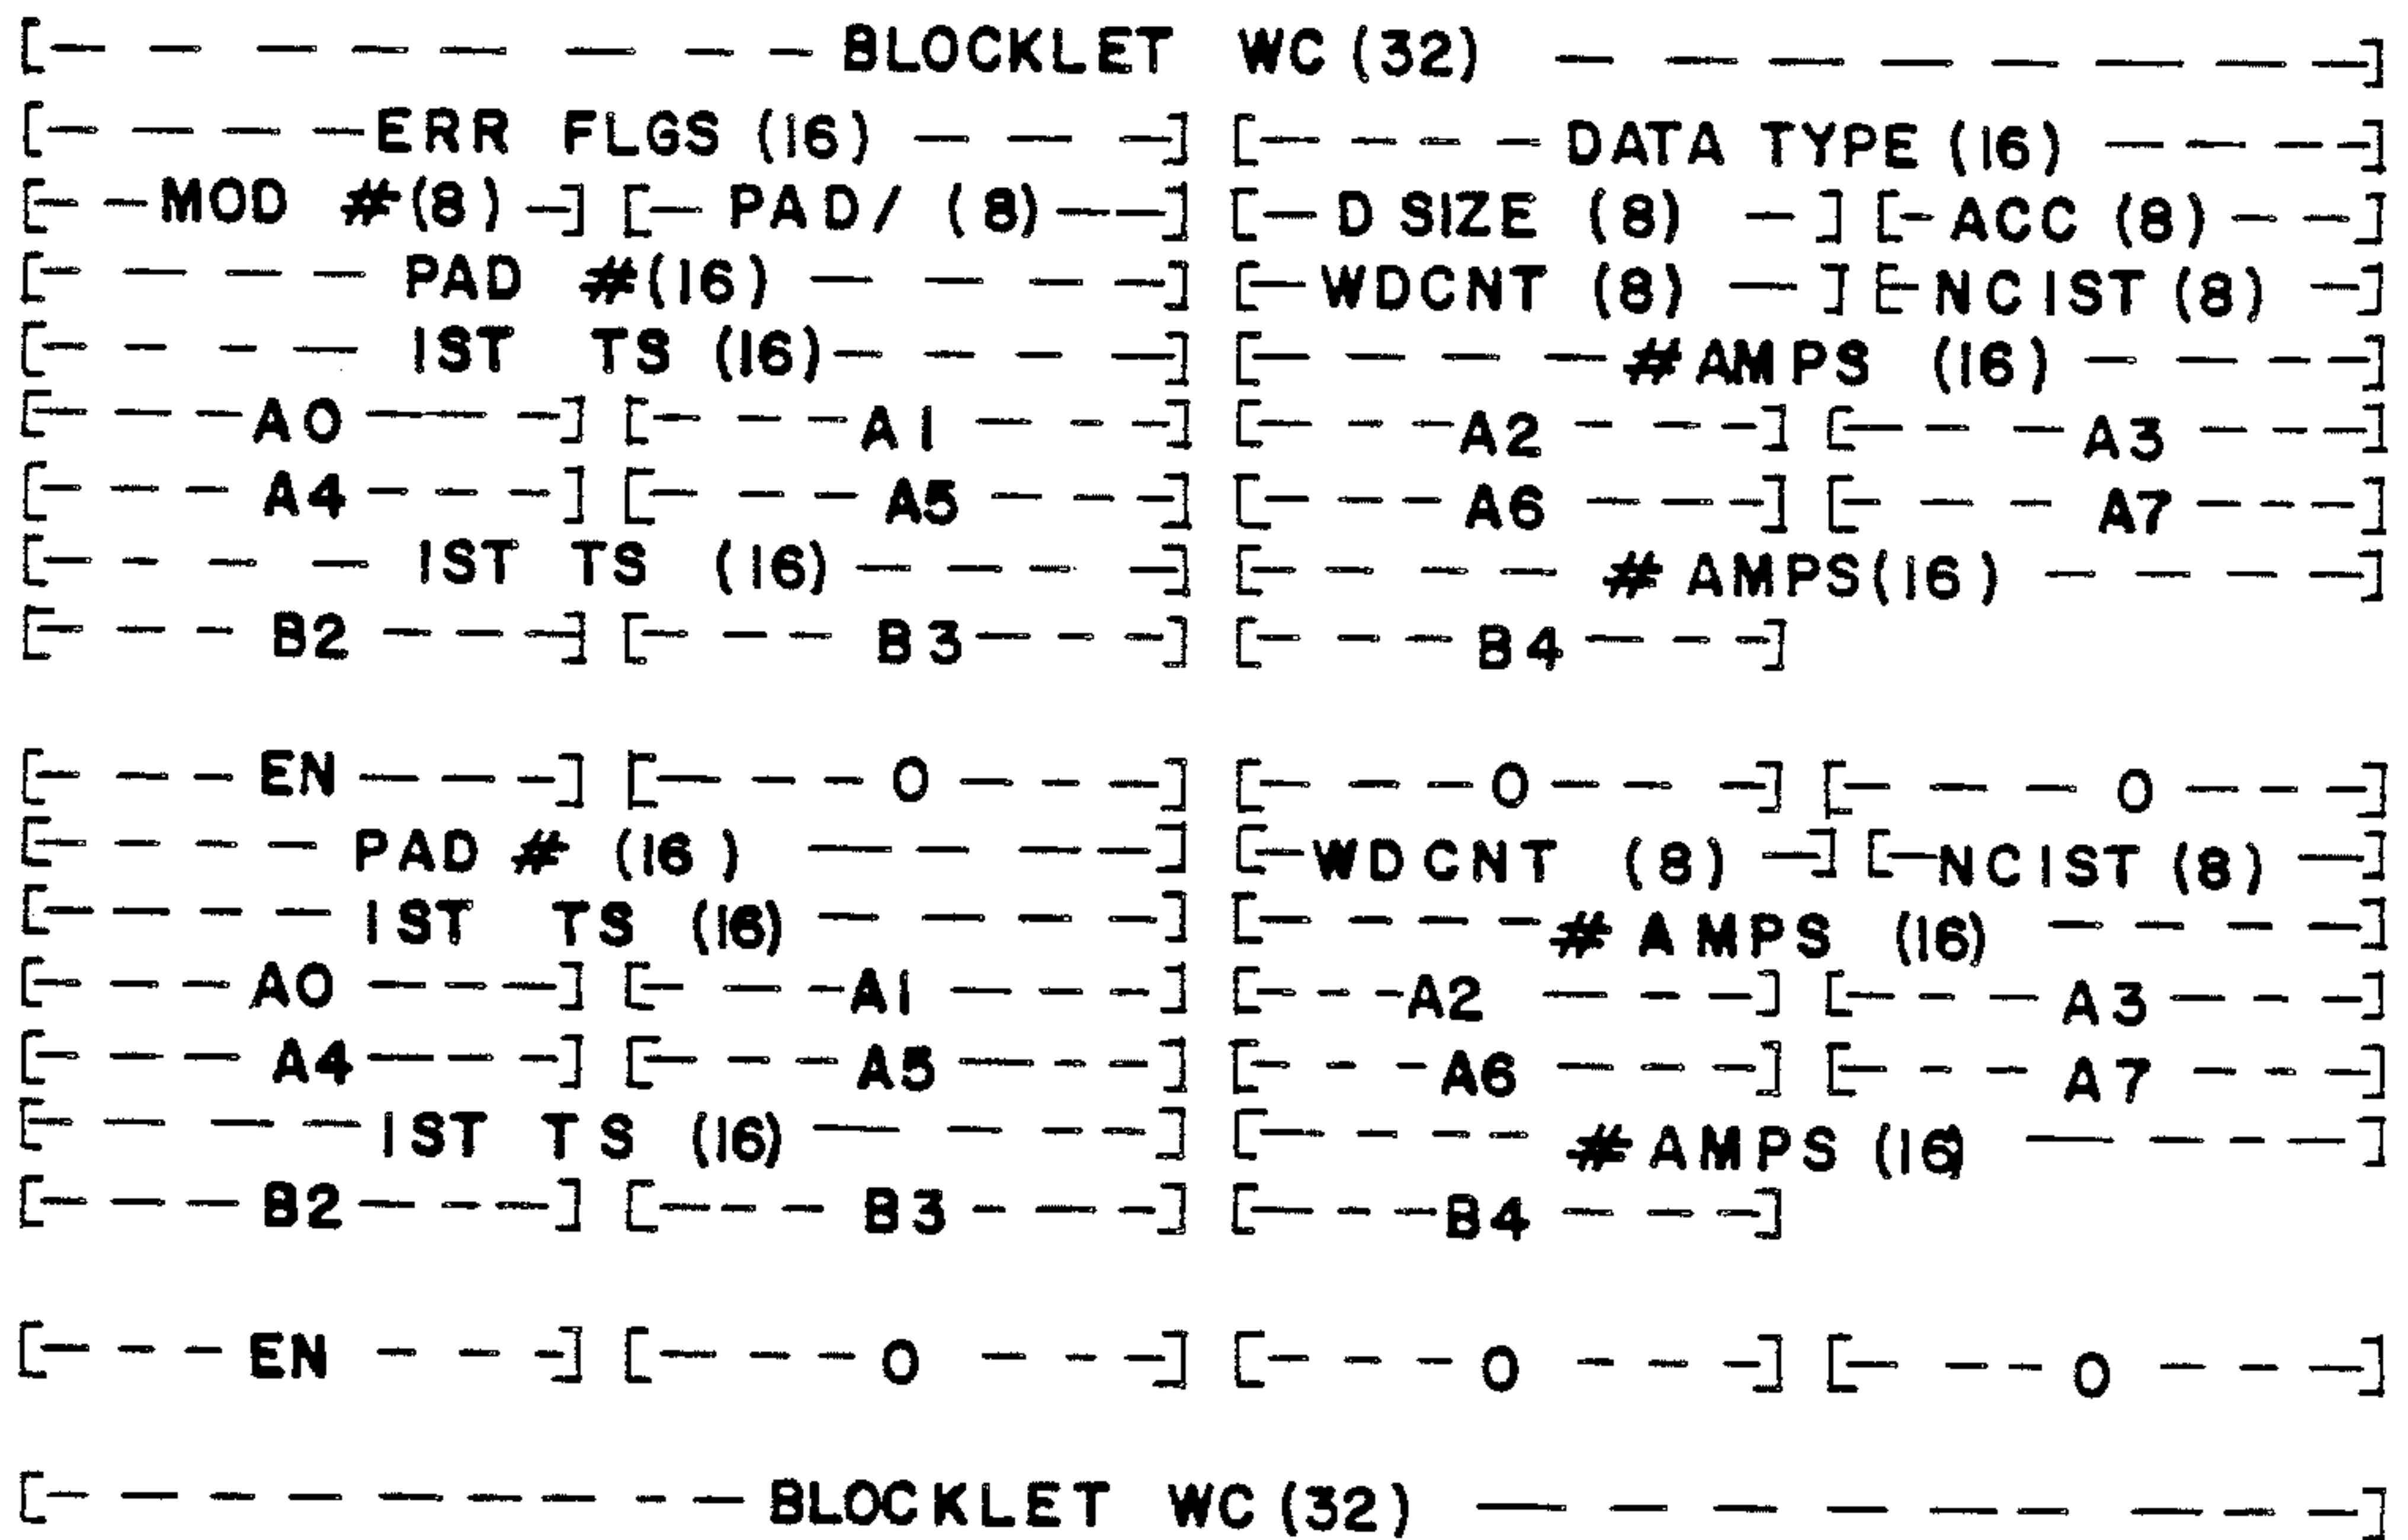 [-- -- -- -- -- -- -- -- BLOCKLET WC (32) -- -- -- -- -- -- -- --]
[-- -- -- -- ERR FLGS (16) -- -- --] [-- -- -- -- DATA TYPE (16) -- -- -- --]
[-- -- MOD #(8) --] [-- PAD/ (8) -- --] [-- D SIZE (8) --] [-- ACC (8) -- --]
[-- -- -- -- PAD #(16) -- -- -- --] [-- WDCNT (8) --] [-- NC1ST (8) --]
[-- -- -- -- 1ST TS (16) -- -- -- --] [-- -- -- -- #AMPS (16) -- -- -- --]
[-- -- -- A0 -- -- --] [-- -- -- A1 -- -- --] [-- -- -- A2 -- -- --] [-- -- -- A3 -- -- --]
[-- -- -- A4 -- -- --] [-- -- -- A5 -- -- --] [-- -- -- A6 -- -- --] [-- -- -- A7 -- -- --]
[-- -- -- -- 1ST TS (16) -- -- -- --] [-- -- -- -- # AMPS(16) -- -- -- --]
[-- -- -- B2 -- -- --] [-- -- -- B3 -- -- --] [-- -- -- B4 -- -- --]
[-- -- -- EN -- -- --] [-- -- -- 0 -- -- --] [-- -- -- 0 -- -- --] [-- -- -- 0 -- -- --]
[-- -- -- -- PAD # (16) -- -- -- --] [-- WDCNT (8) --] [-- NC1ST (8) --]
[-- -- -- -- 1ST TS (16) -- -- -- --] [-- -- -- -- # AMPS (16) -- -- -- --]
[-- -- -- A0 -- -- --] [-- -- -- A1 -- -- --] [-- -- -- A2 -- -- --] [-- -- -- A3 -- -- --]
[-- -- -- A4 -- -- --] [-- -- -- A5 -- -- --] [-- -- -- A6 -- -- --] [-- -- -- A7 -- -- --]
[-- -- -- -- 1ST TS (16) -- -- -- --] [-- -- -- -- #AMPS (16) -- -- -- --]
[-- -- -- B2 -- -- --] [-- -- -- B3 -- -- --] [-- -- -- B4 -- -- --]
[-- -- -- EN -- -- --] [-- -- -- 0 -- -- --] [-- -- -- 0 -- -- --] [-- -- -- 0 -- -- --]
[-- -- -- -- -- -- -- -- BLOCKLET WC (32) -- -- -- -- -- -- -- --]